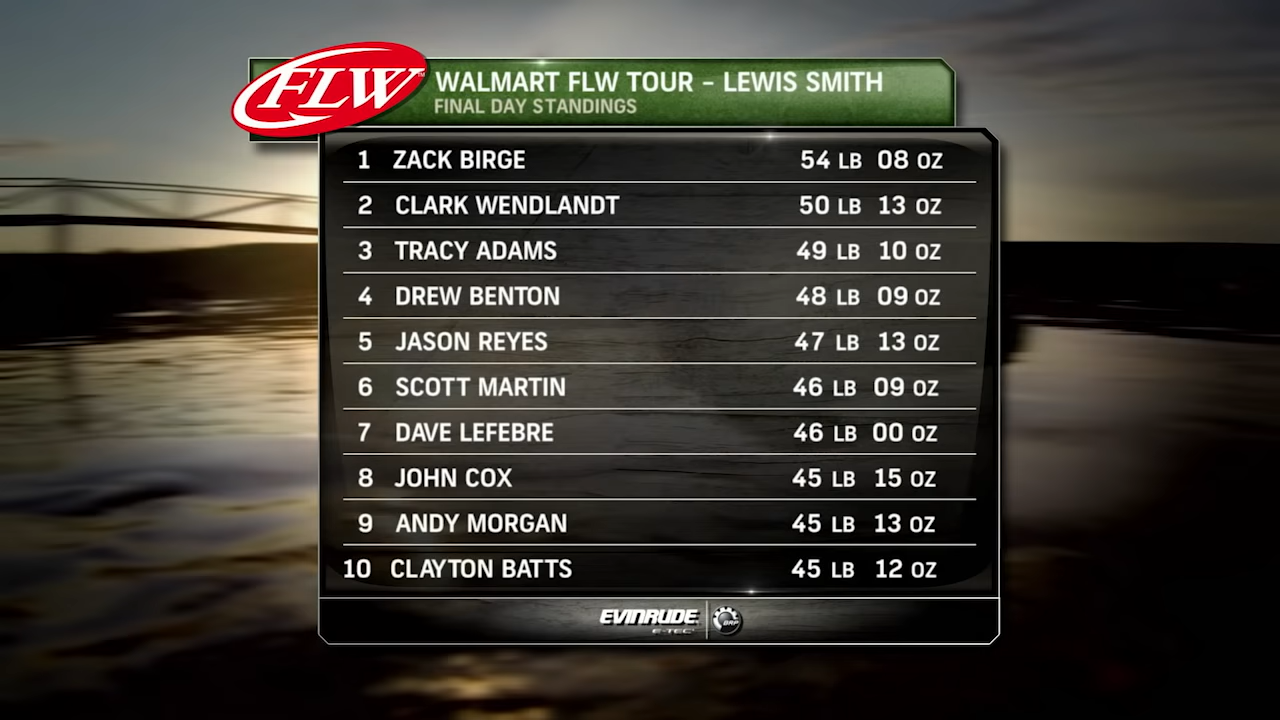 FLW™
WALMART FLW TOUR – LEWIS SMITH
FINAL DAY STANDINGS
1 ZACK BIRGE 54 LB 08 OZ
2 CLARK WENDLANDT 50 LB 13 OZ
3 TRACY ADAMS 49 LB 10 OZ
4 DREW BENTON 48 LB 09 OZ
5 JASON REYES 47 LB 13 OZ
6 SCOTT MARTIN 46 LB 09 OZ
7 DAVE LEFEBRE 46 LB 00 OZ
8 JOHN COX 45 LB 15 OZ
9 ANDY MORGAN 45 LB 13 OZ
10 CLAYTON BATTS 45 LB 12 OZ
EVINRUDE BRP
E-TEC